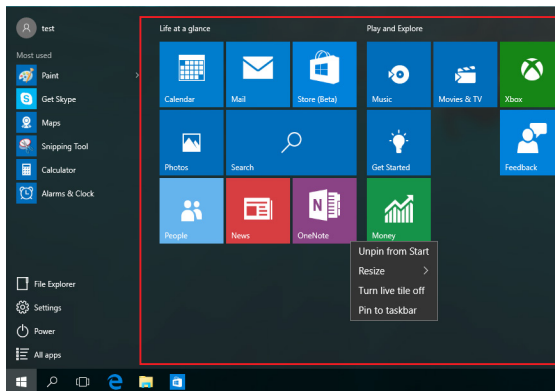 test
Most used
Paint
Get Skype
Maps
Snipping Tool
Calculator
Alarms & Clock
File Explorer
Settings
Power
All apps
Life at a glance
Calendar
Mail
Store (Beta)
Photos
Search
People
News
OneNote
Play and Explore
Music
Movies & TV
Xbox
Get Started
Feedback
Money
Unpin from Start
Resize
Turn live tile off
Pin to taskbar